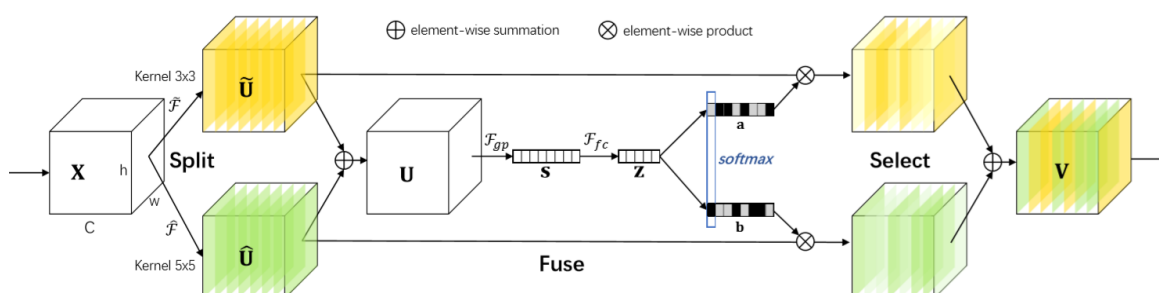 ⊕ element-wise summation
⊗ element-wise product
Kernel 3x3
Ũ
F̃
X
h
w
C
Split
F̂
Kernel 5x5
Û
U
F_gp
s
F_fc
z
a
softmax
b
Fuse
Select
V